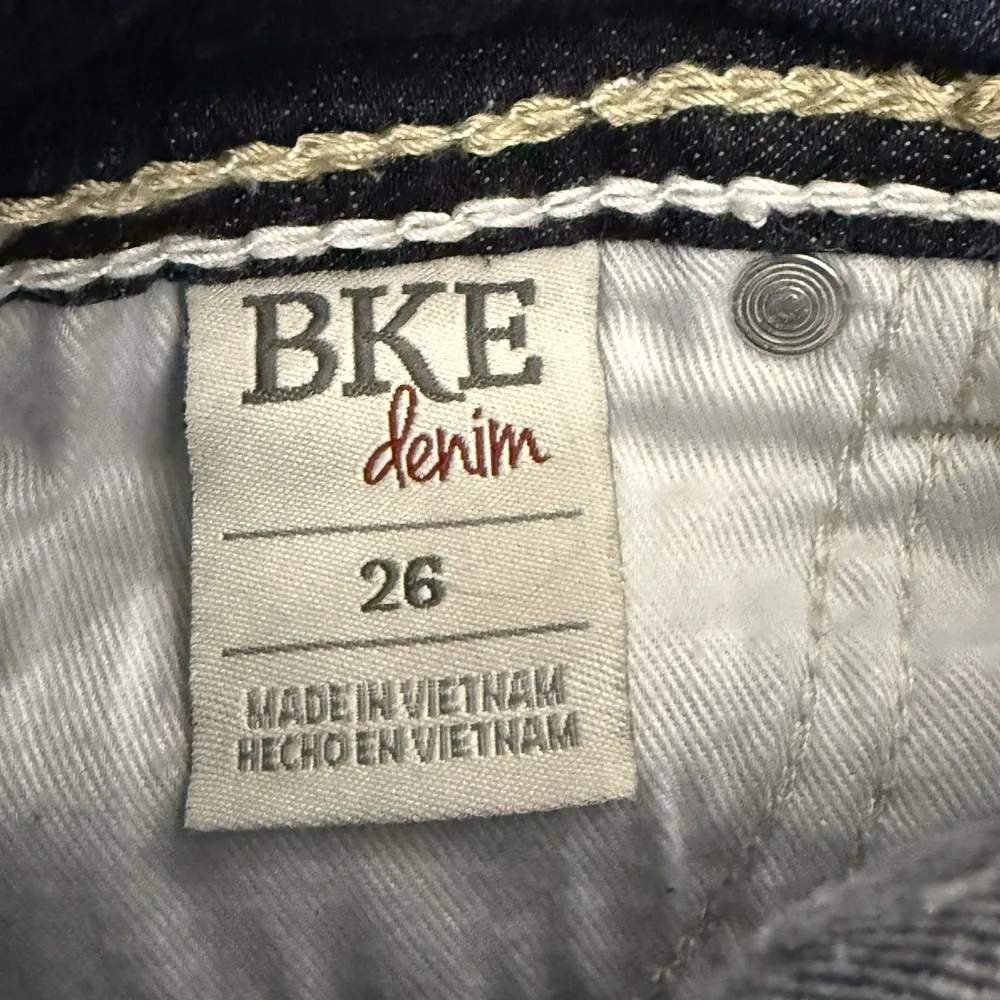 BKE
denim
26
MADE IN VIETNAM
HECHO EN VIETNAM